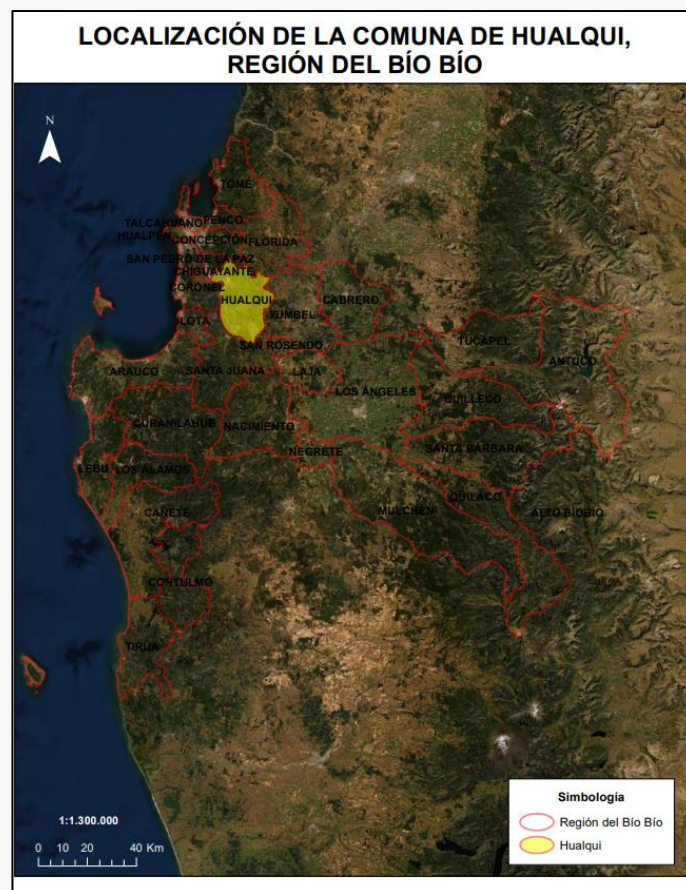 LOCALIZACIÓN DE LA COMUNA DE HUALQUI,
REGIÓN DEL BÍO BÍO
N
TOMÉ
TALCAHUANO
PENCO
HUALPÉN
CONCEPCIÓN
FLORIDA
SAN PEDRO DE LA PAZ
CHIGUAYANTE
CORONEL
HUALQUI
CABRERO
LOTA
YUMBEL
SAN ROSENDO
TUCAPEL
ANTUCO
ARAUCO
SANTA JUANA
LAJA
LOS ÁNGELES
QUILLECO
CURANILAHUE
NACIMIENTO
NEGRETE
SANTA BÁRBARA
LEBU
LOS ÁLAMOS
QUILACO
CAÑETE
MULCHÉN
ALTO BIOBÍO
CONTULMO
TIRÚA
1:1.300.000
0 10 20 40 Km
Simbología
Región del Bío Bío
Hualqui